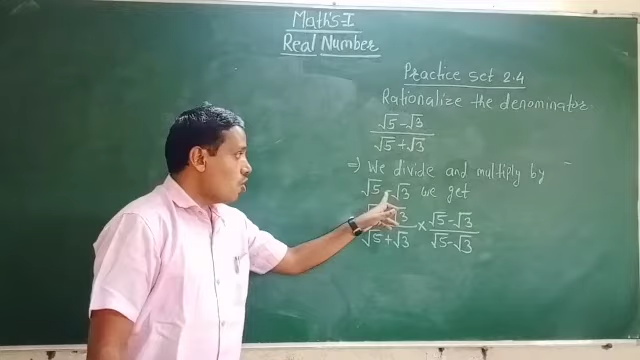 Math's-I
Real Number
Practice Set 2.4
Rationalize the denominator.
√5 - √3
√5 + √3
⇒ We divide and multiply by
√5 - √3 we get
√5 √3 × √5 - √3
√5 + √3 √5 - √3